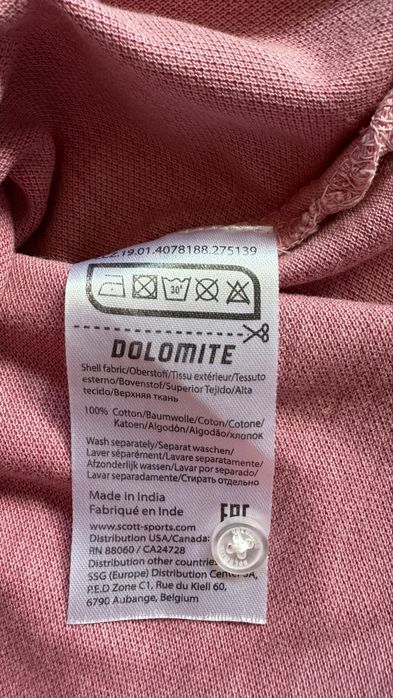 2.19.01.4078188.275139
30°
DOLOMITE
Shell fabric/Oberstoff/Tissu extérieur/Tessuto
esterno/Bovenstof/Superior Tejido/Alta
tecido/Верхняя ткань
100% Cotton/Baumwolle/Coton/Cotone/
Katoen/Algodón/Algodão/хлопок
Wash separately/Separat waschen/
Laver séparément/Lavare separatamente/
Afzonderlijk wassen/Lavar por separado/
Lavar separadamente/Стирать отдельно
Made in India
Fabriqué en Inde
EAC
www.scott-sports.com
Distribution USA/Canada:
RN 88060 / CA24728
Distribution other countries
SSG (Europe) Distribution Center SA,
P.E.D Zone C1, Rue du Kiell 60,
6790 Aubange, Belgium